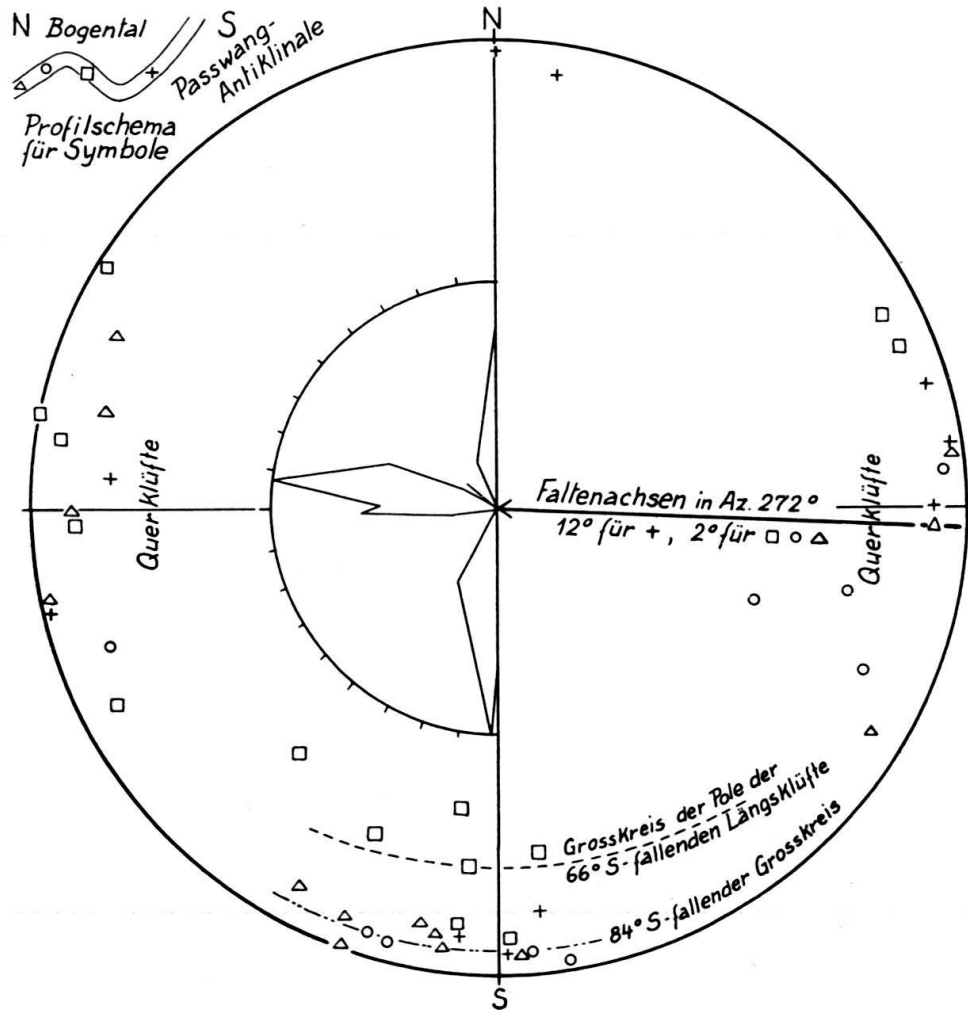 N Bogental S
Passwang-
Antiklinale
Profilschema
für Symbole
N
Querklüfte
Faltenachsen in Az. 272°
12° für +, 2° für □ ○ △
Querklüfte
Grosskreis der Pole der
66° S-fallenden Längsklüfte
84° S-fallender Grosskreis
S